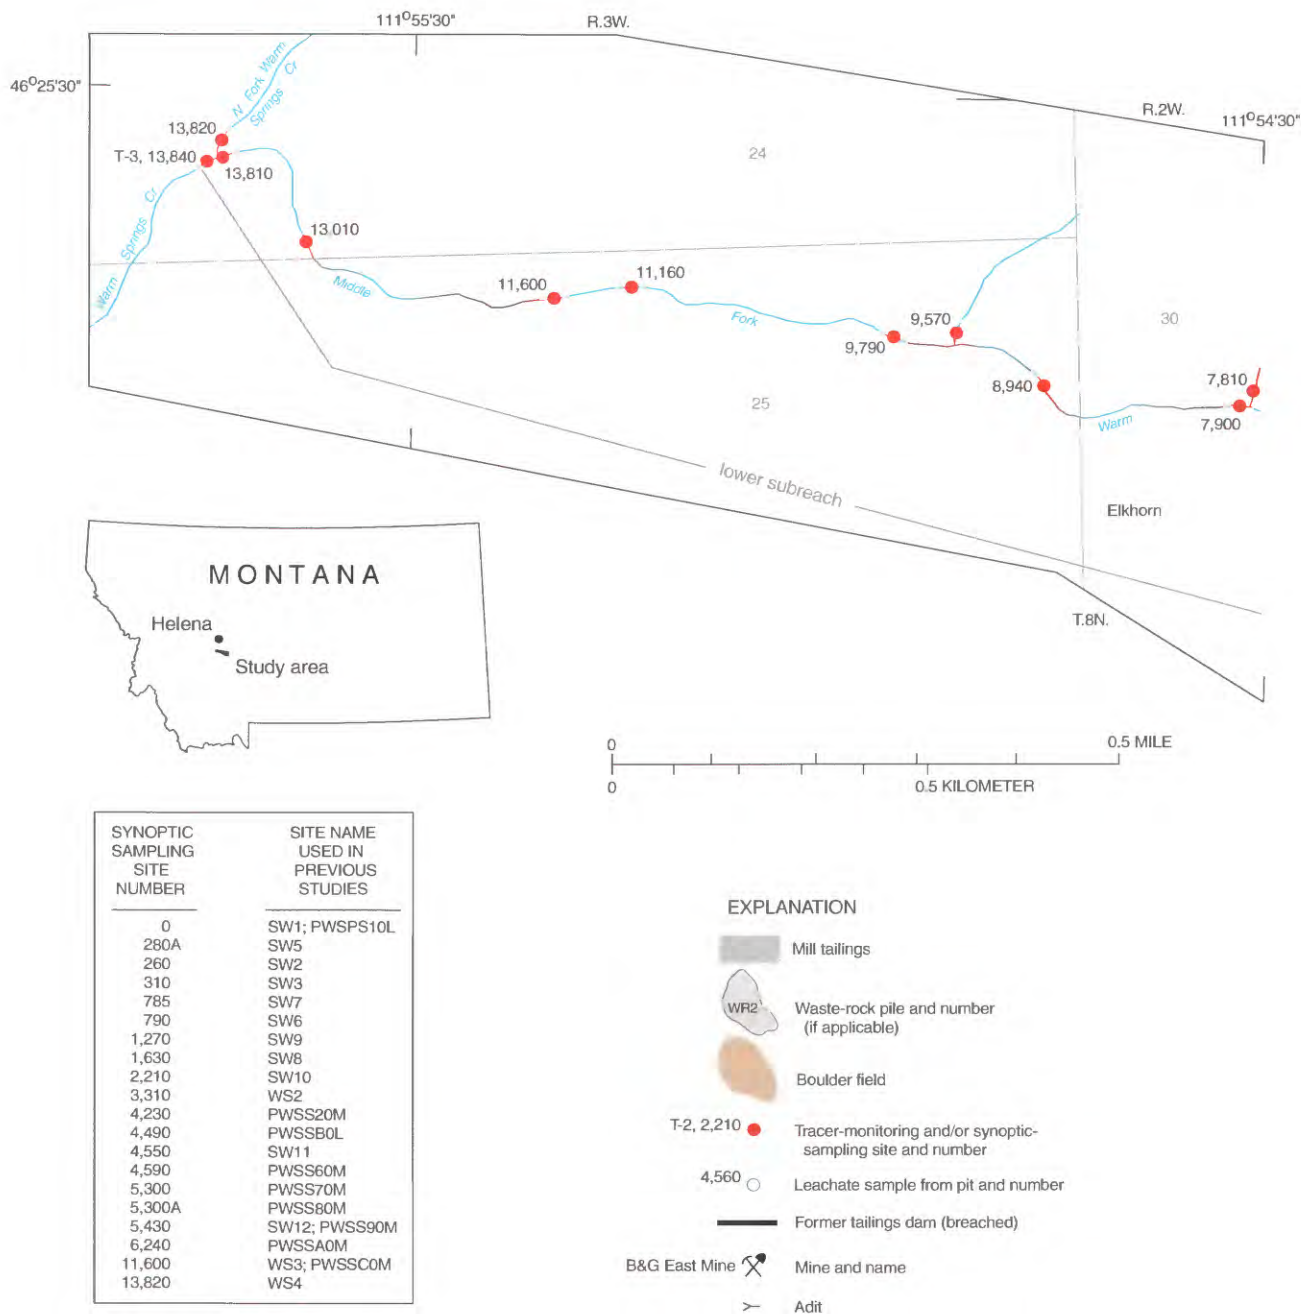 111°55'30"
R.3W.
46°25'30"
N Fork Warm
Springs Cr
R.2W.
111°54'30"
13,820
T-3, 13,840
13,810
24
Warm Springs Cr
13,010
Middle
11,600
11,160
Fork
9,570
30
9,790
8,940
7,810
25
Warm
7,900
lower subreach
Elkhorn
T.8N.
MONTANA
Helena
Study area
0 0.5 MILE
0 0.5 KILOMETER
SYNOPTIC SAMPLING SITE NUMBER
SITE NAME USED IN PREVIOUS STUDIES
0 SW1; PWSPS10L
280A SW5
260 SW2
310 SW3
785 SW7
790 SW6
1,270 SW9
1,630 SW8
2,210 SW10
3,310 WS2
4,230 PWSS20M
4,490 PWSSB0L
4,550 SW11
4,590 PWSS60M
5,300 PWSS70M
5,300A PWSS80M
5,430 SW12; PWSS90M
6,240 PWSSA0M
11,600 WS3; PWSSC0M
13,820 WS4
EXPLANATION
Mill tailings
WR2 Waste-rock pile and number
(if applicable)
Boulder field
T-2, 2,210 Tracer-monitoring and/or synoptic-
sampling site and number
4,560 Leachate sample from pit and number
Former tailings dam (breached)
B&G East Mine Mine and name
Adit